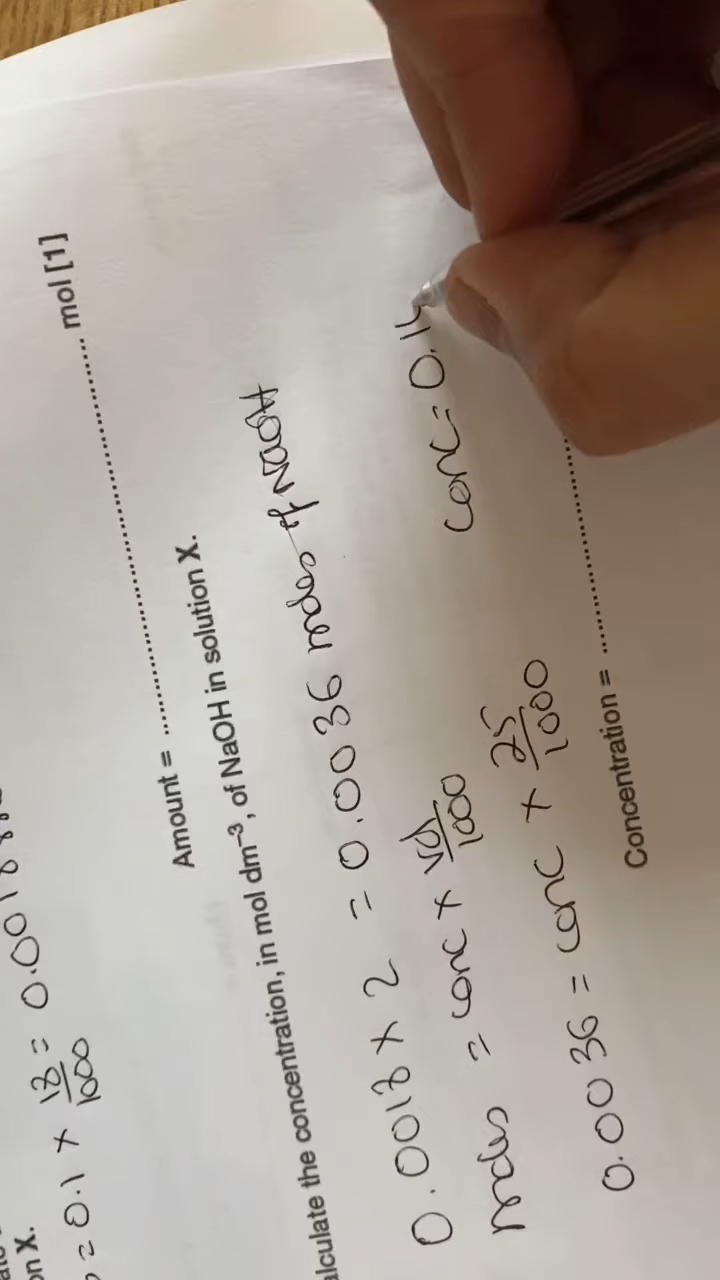 on X.
= 0.1 × 18/1000 = 0.0018
Amount = ........................ mol [1]
alculate the concentration, in mol dm⁻³, of NaOH in solution X.
0.0018 × 2 = 0.0036 moles of NaOH
moles = conc × vol/1000
0.0036 = conc × 25/1000
conc = 0.14
Concentration = ........................